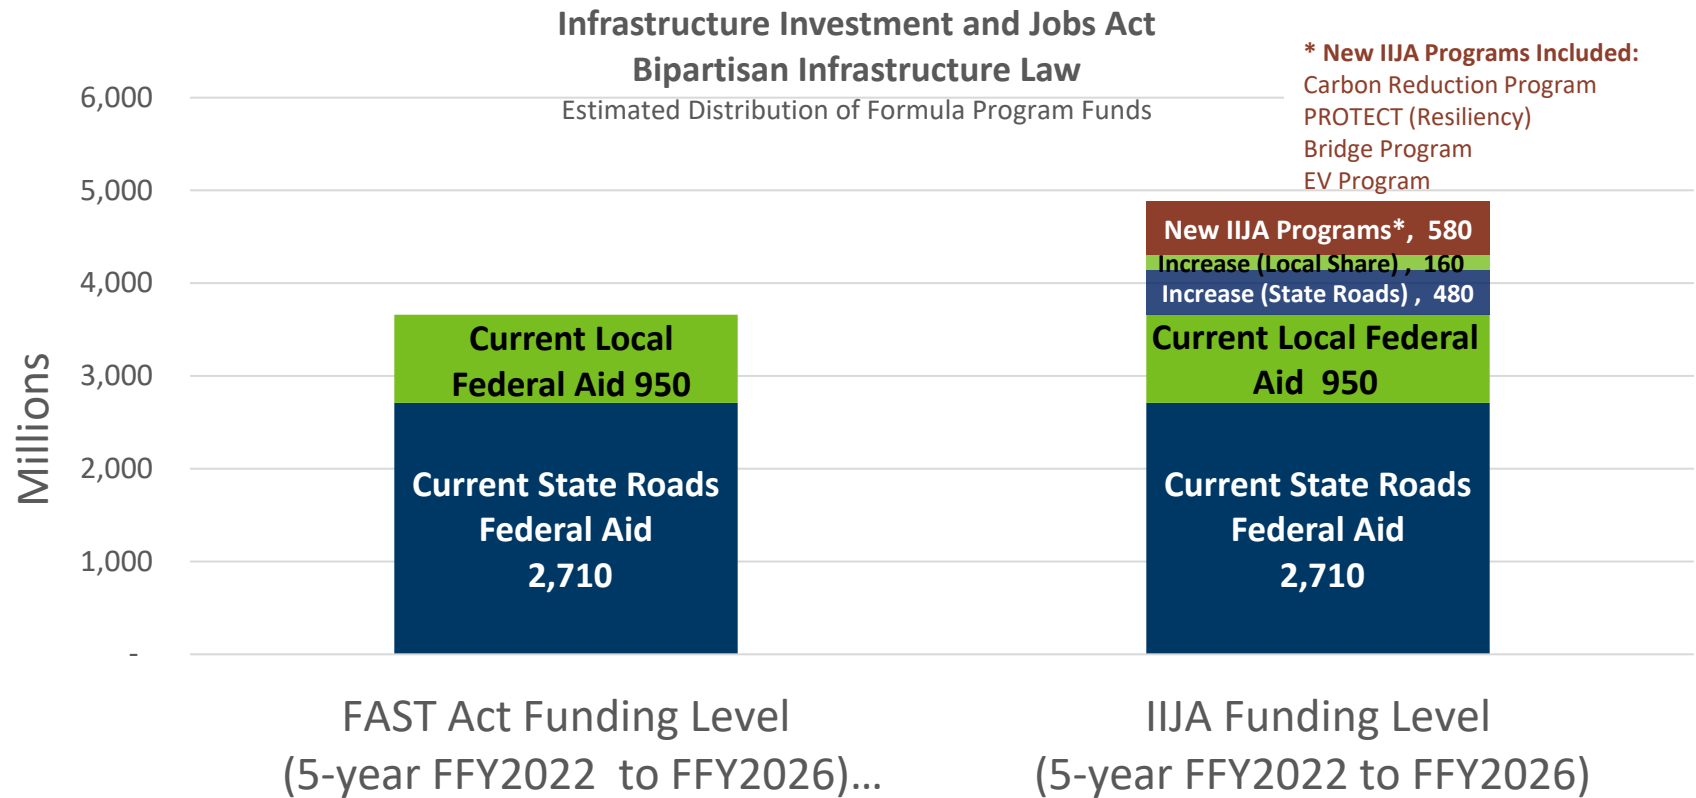 Infrastructure Investment and Jobs Act
Bipartisan Infrastructure Law
Estimated Distribution of Formula Program Funds
* New IIJA Programs Included:
Carbon Reduction Program
PROTECT (Resiliency)
Bridge Program
EV Program
Millions
6,000
5,000
4,000
3,000
2,000
1,000
-
Current Local
Federal Aid 950
Current State Roads
Federal Aid
2,710
New IIJA Programs*, 580
Increase (Local Share) , 160
Increase (State Roads) , 480
Current Local Federal
Aid 950
Current State Roads
Federal Aid
2,710
FAST Act Funding Level
(5-year FFY2022 to FFY2026)...
IIJA Funding Level
(5-year FFY2022 to FFY2026)